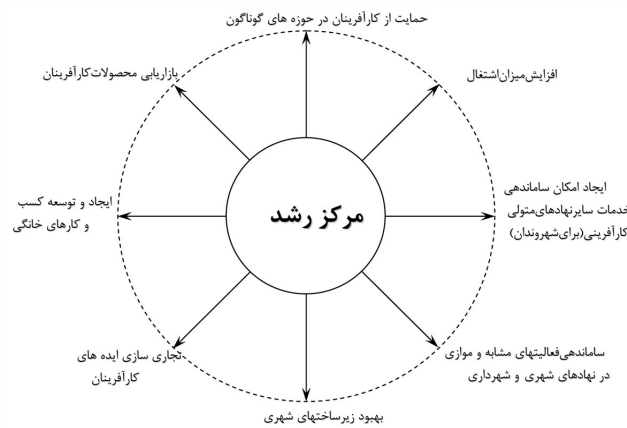 حمایت از کارآفرینان در حوزه های گوناگون
افزایش‌میزان‌اشتغال
ایجاد امکان ساماندهی
خدمات سایرنهادهای‌متولی
کارآفرینی(برای‌شهروندان)
ساماندهی‌فعالیتهای مشابه و موازی
در نهادهای شهری و شهرداری
بهبود زیرساختهای شهری
تجاری سازی ایده های
کارآفرینان
ایجاد و توسعه کسب
و کارهای خانگی
بازاریابی محصولات‌کارآفرینان
مرکز رشد